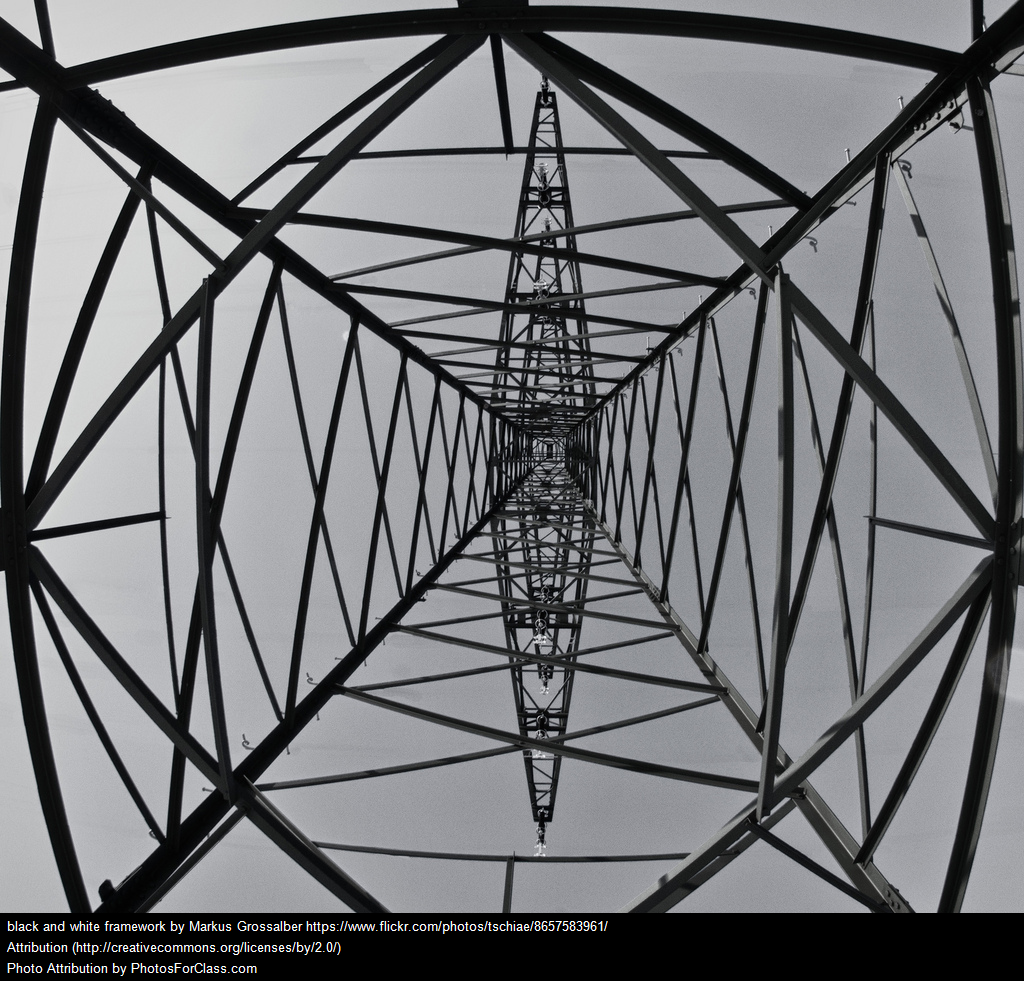 black and white framework by Markus Grossalber https://www.flickr.com/photos/tschiae/8657583961/
Attribution (http://creativecommons.org/licenses/by/2.0/)
Photo Attribution by PhotosForClass.com